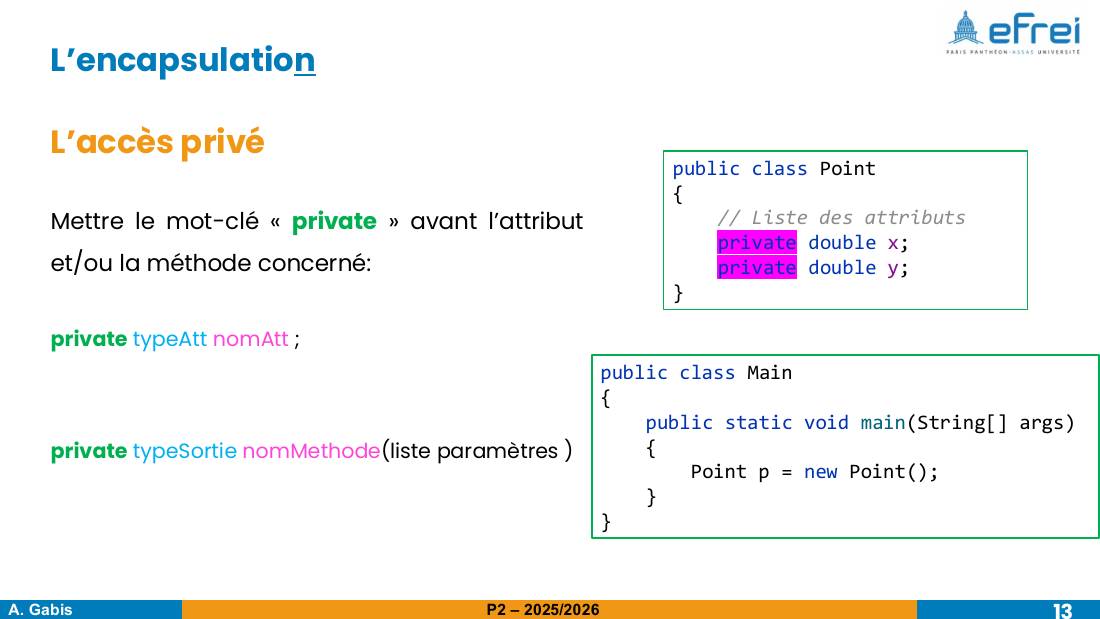 efrei
PARIS PANTHÉON-ASSAS UNIVERSITÉ
L’encapsulation
L’accès privé
Mettre le mot-clé « private » avant l’attribut
et/ou la méthode concerné:
private typeAtt nomAtt ;
private typeSortie nomMethode(liste paramètres )
public class Point
{
    // Liste des attributs
    private double x;
    private double y;
}
public class Main
{
    public static void main(String[] args)
    {
        Point p = new Point();
    }
}
A. Gabis
P2 – 2025/2026
13